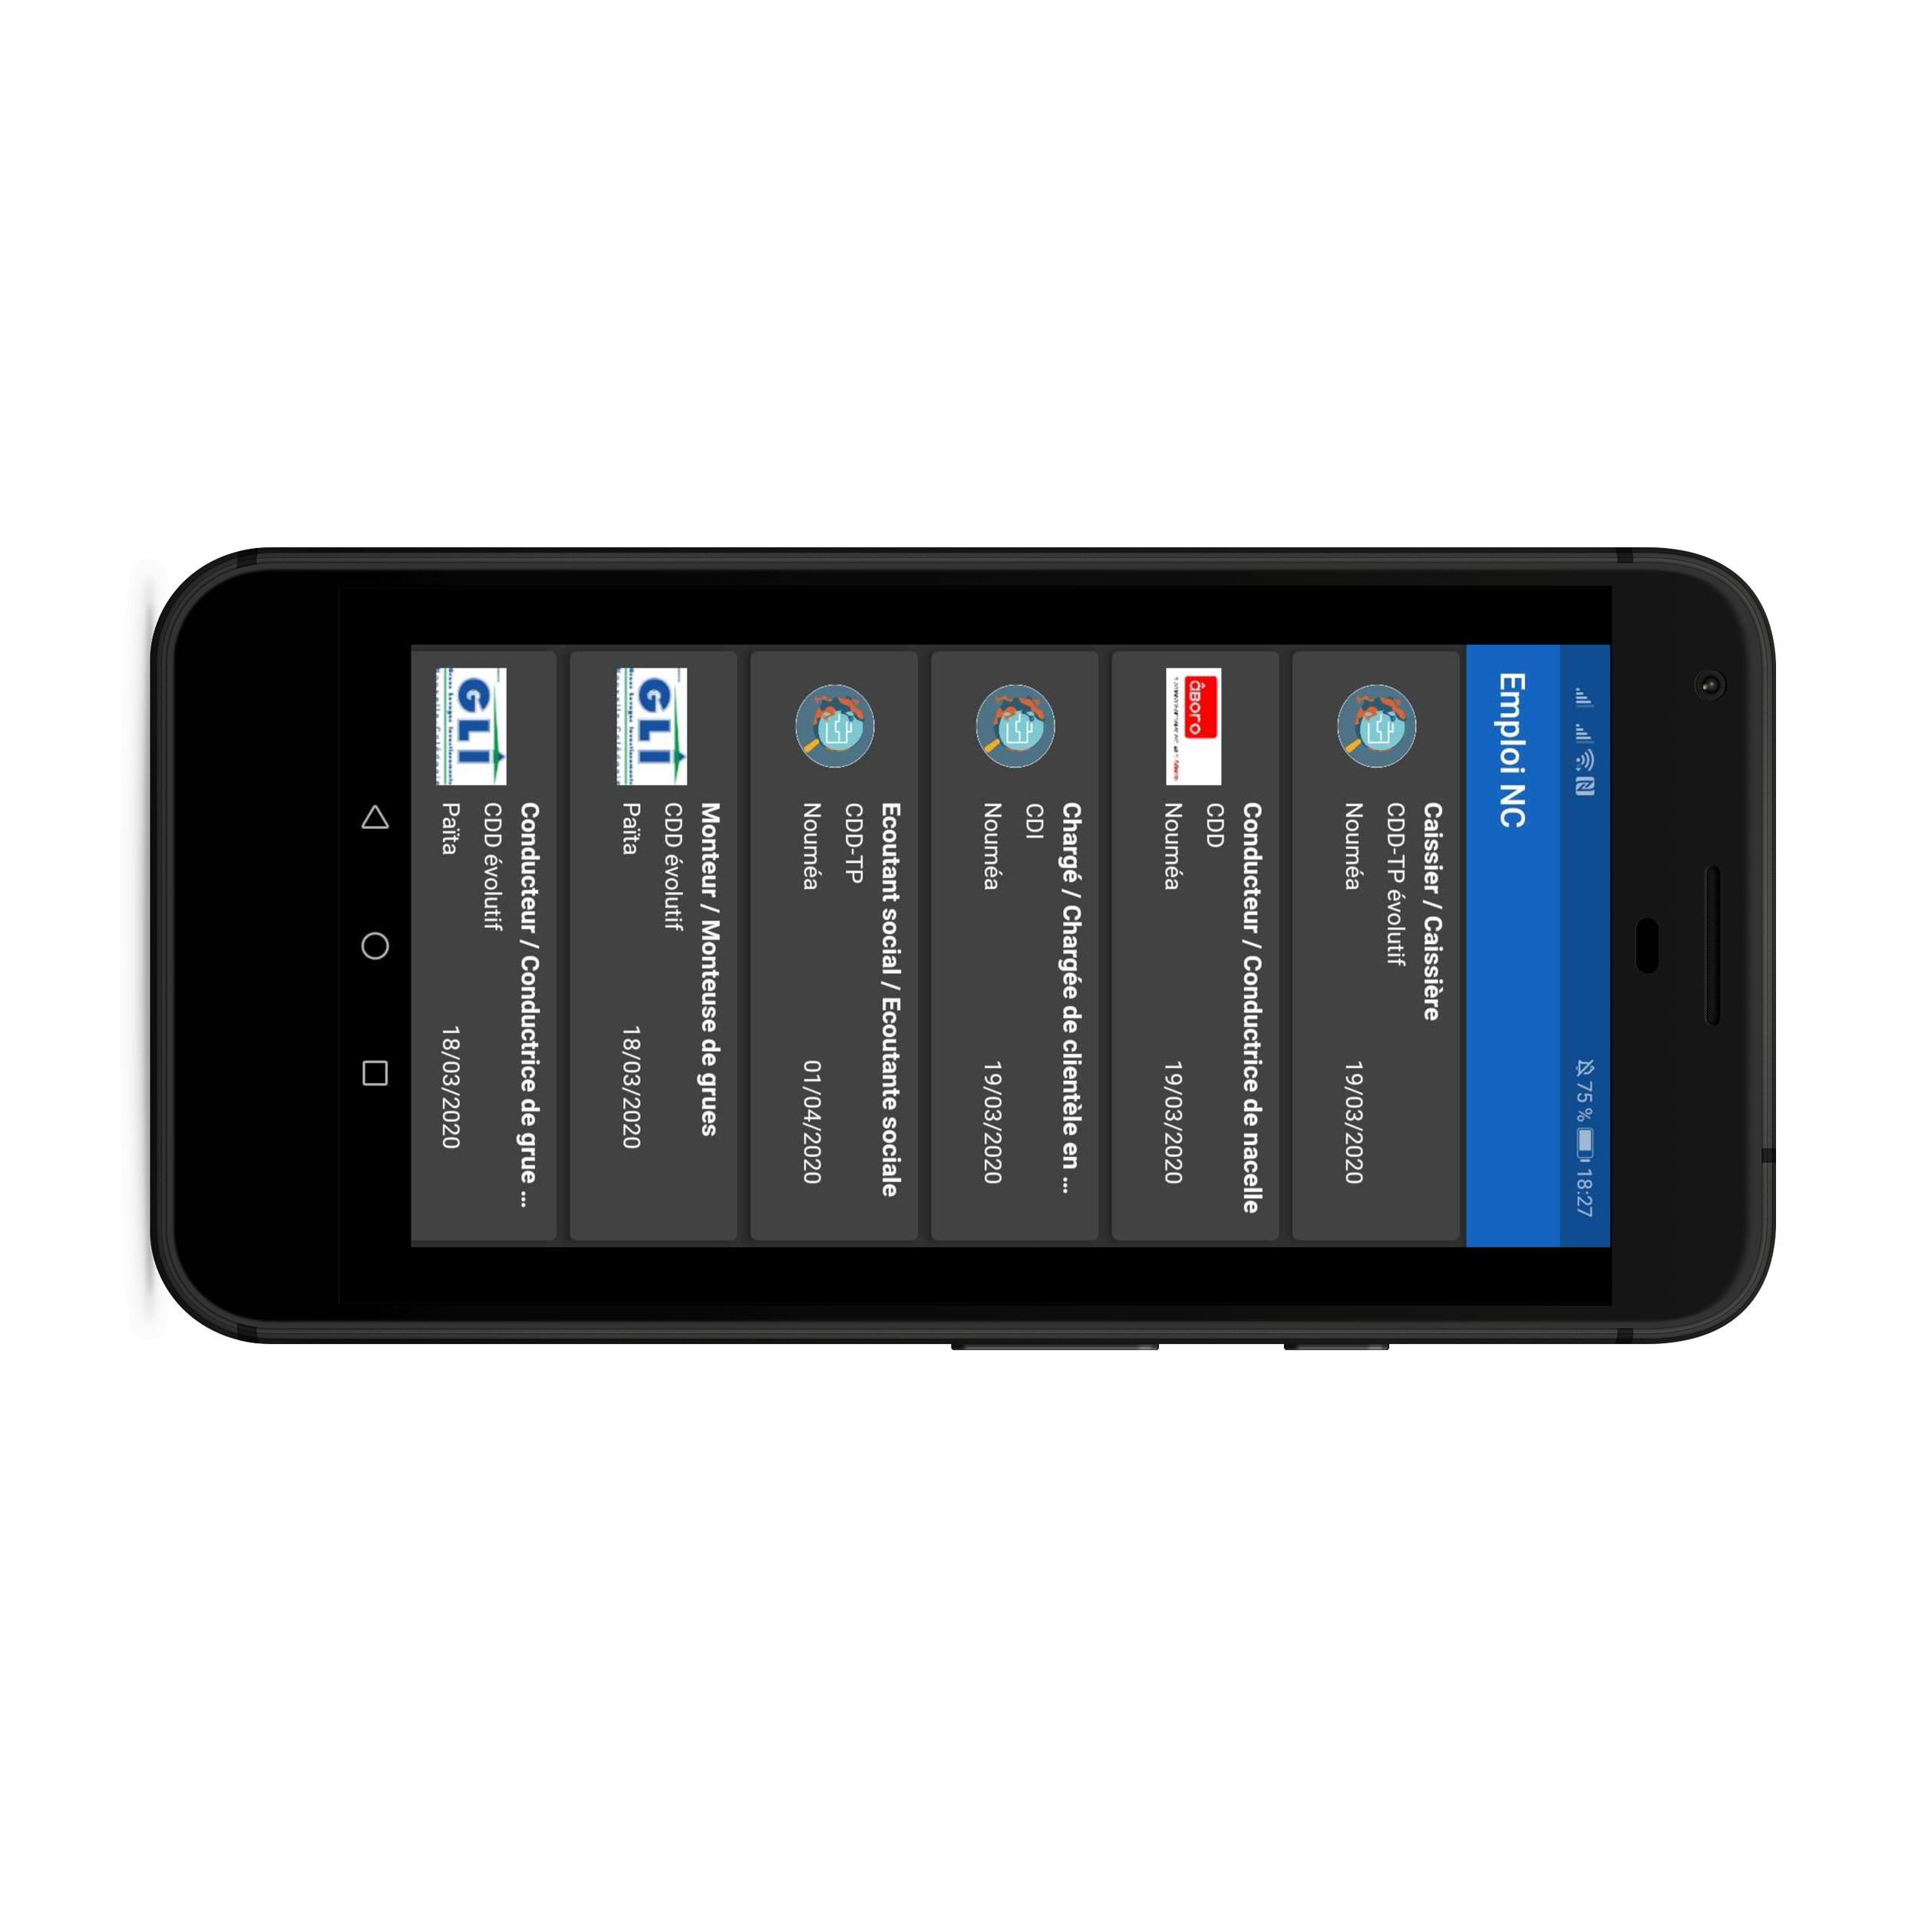 75 % 18:27
Emploi NC
Caissier / Caissière
CDD-TP évolutif
Nouméa 19/03/2020
âboro
Conducteur / Conductrice de nacelle
CDD
Nouméa 19/03/2020
Chargé / Chargée de clientèle en ...
CDI
Nouméa 19/03/2020
Ecoutant social / Ecoutante sociale
CDD-TP
Nouméa 01/04/2020
GLI
Monteur / Monteuse de grues
CDD évolutif
Païta 18/03/2020
GLI
Conducteur / Conductrice de grue ...
CDD évolutif
Païta 18/03/2020